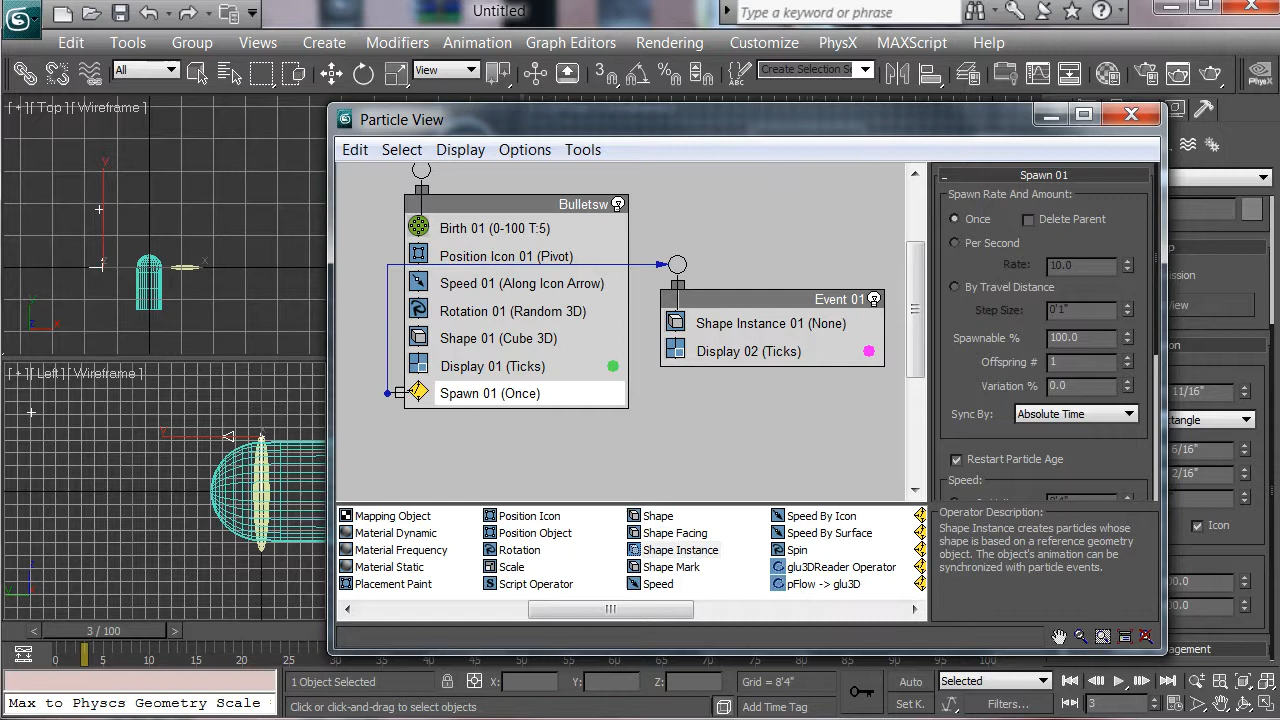 Untitled
Type a keyword or phrase
Edit Tools Group Views Create Modifiers Animation Graph Editors Rendering Customize PhysX MAXScript Help
All
View
Create Selection Se
PhysX
[ + ][ Top ] Wireframe ]
y
x
z
[ + ][ Left ] Wireframe ]
Particle View
Edit Select Display Options Tools
Bulletsw
Birth 01 (0-100 T:5)
Position Icon 01 (Pivot)
Speed 01 (Along Icon Arrow)
Rotation 01 (Random 3D)
Shape 01 (Cube 3D)
Display 01 (Ticks)
Spawn 01 (Once)
Event 01
Shape Instance 01 (None)
Display 02 (Ticks)
Spawn 01
Spawn Rate And Amount:
Once Delete Parent
Per Second
Rate: 10.0
By Travel Distance
Step Size: 0'1"
Spawnable % 100.0
Offspring # 1
Variation % 0.0
Sync By: Absolute Time
Restart Particle Age
Speed:
Mapping Object
Material Dynamic
Material Frequency
Material Static
Placement Paint
Position Icon
Position Object
Rotation
Scale
Script Operator
Shape
Shape Facing
Shape Instance
Shape Mark
Speed
Speed By Icon
Speed By Surface
Spin
glu3DReader Operator
pFlow -> glu3D
Operator Description:
Shape Instance creates particles whose
shape is based on a reference geometry
object. The object's animation can be
synchronized with particle events.
Icon
3 / 100
0 5 10 15 20 25 30 35 40 45 50 55 60 65 70 75 80 85 90 95 100
Max to Physcs Geometry Scale
1 Object Selected
X: Y: Z:
Grid = 8'4"
Auto
Selected
Click or click-and-drag to select objects
Add Time Tag
Set K.
Filters...
3